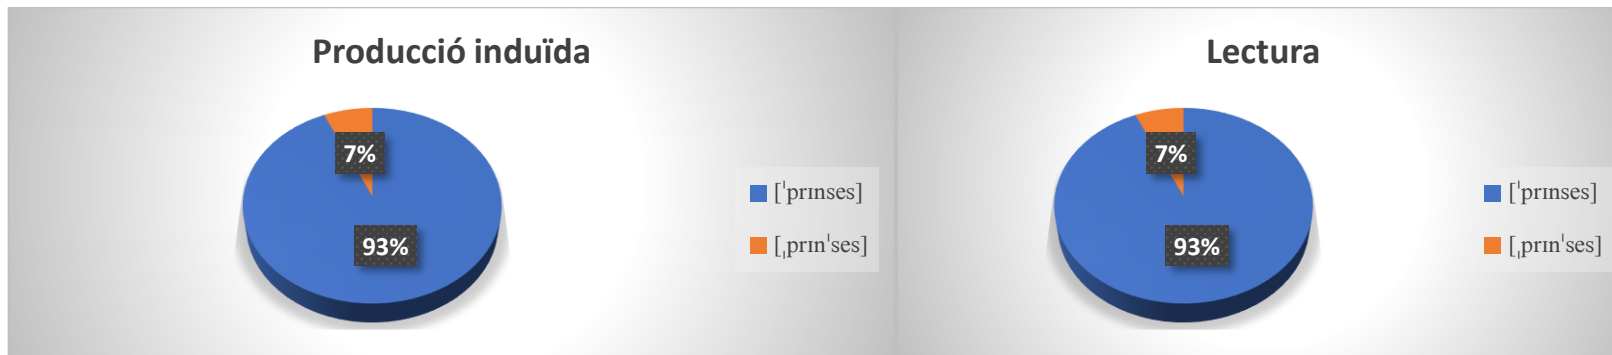 Producció induïda
7%
93%
[ˈprɪnses]
[ˌprɪnˈses]
Lectura
7%
93%
[ˈprɪnses]
[ˌprɪnˈses]